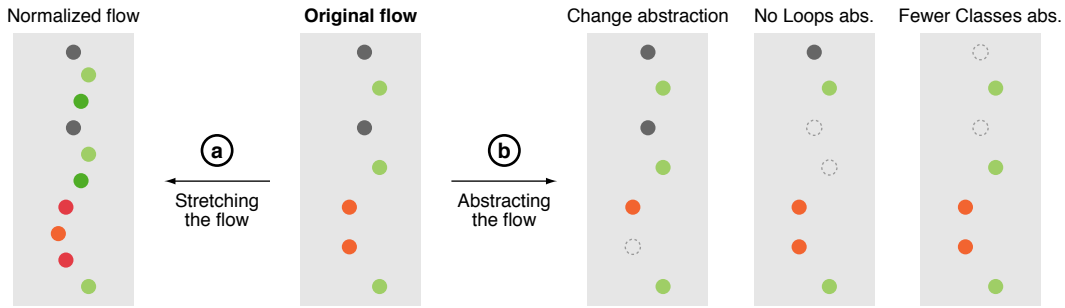 Normalized flow
Original flow
Change abstraction
No Loops abs.
Fewer Classes abs.
a
Stretching
the flow
b
Abstracting
the flow